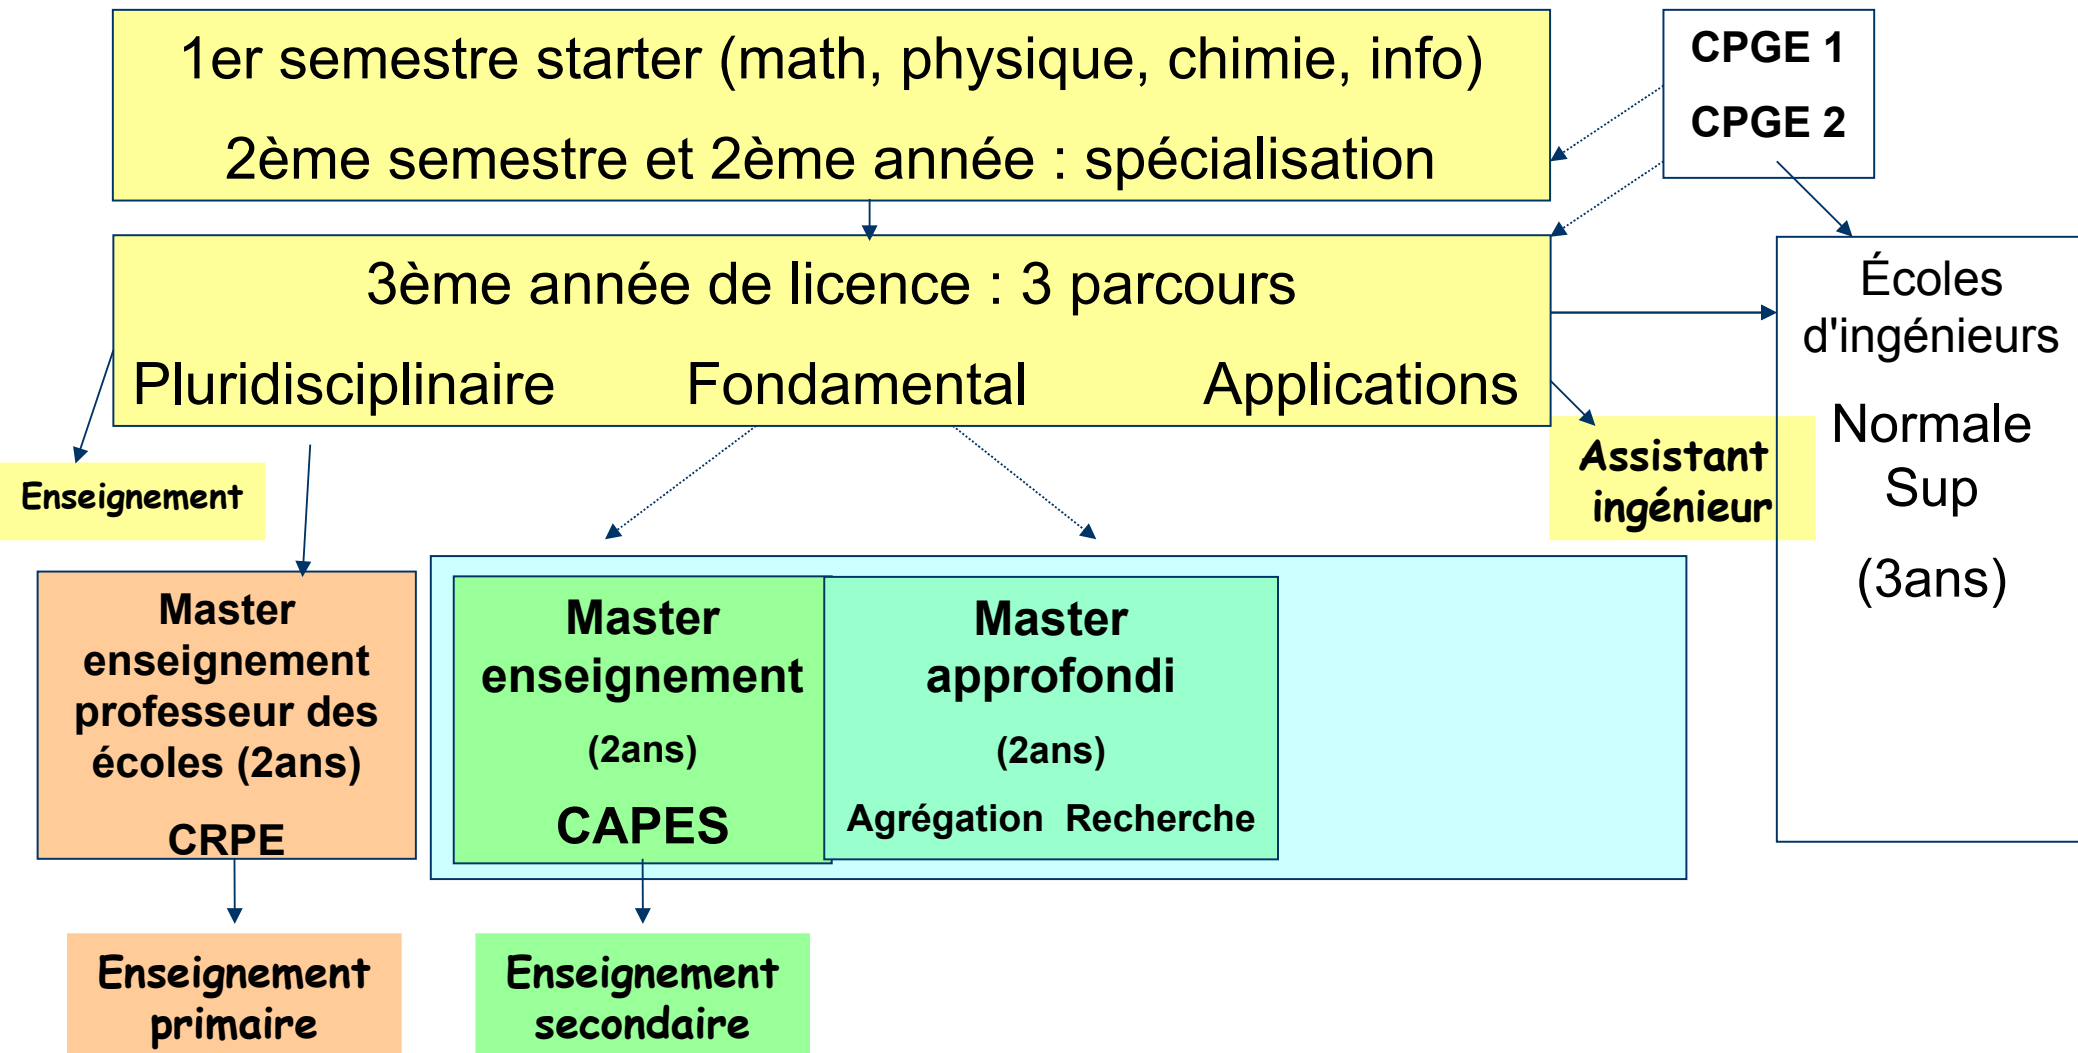 1er semestre starter (math, physique, chimie, info)
2ème semestre et 2ème année : spécialisation
CPGE 1
CPGE 2
3ème année de licence : 3 parcours
Pluridisciplinaire Fondamental Applications
Écoles
d'ingénieurs
Normale
Sup
(3ans)
Enseignement
Assistant
ingénieur
Master
enseignement
professeur des
écoles (2ans)
CRPE
Master
enseignement
(2ans)
CAPES
Master
approfondi
(2ans)
Agrégation Recherche
Enseignement
primaire
Enseignement
secondaire